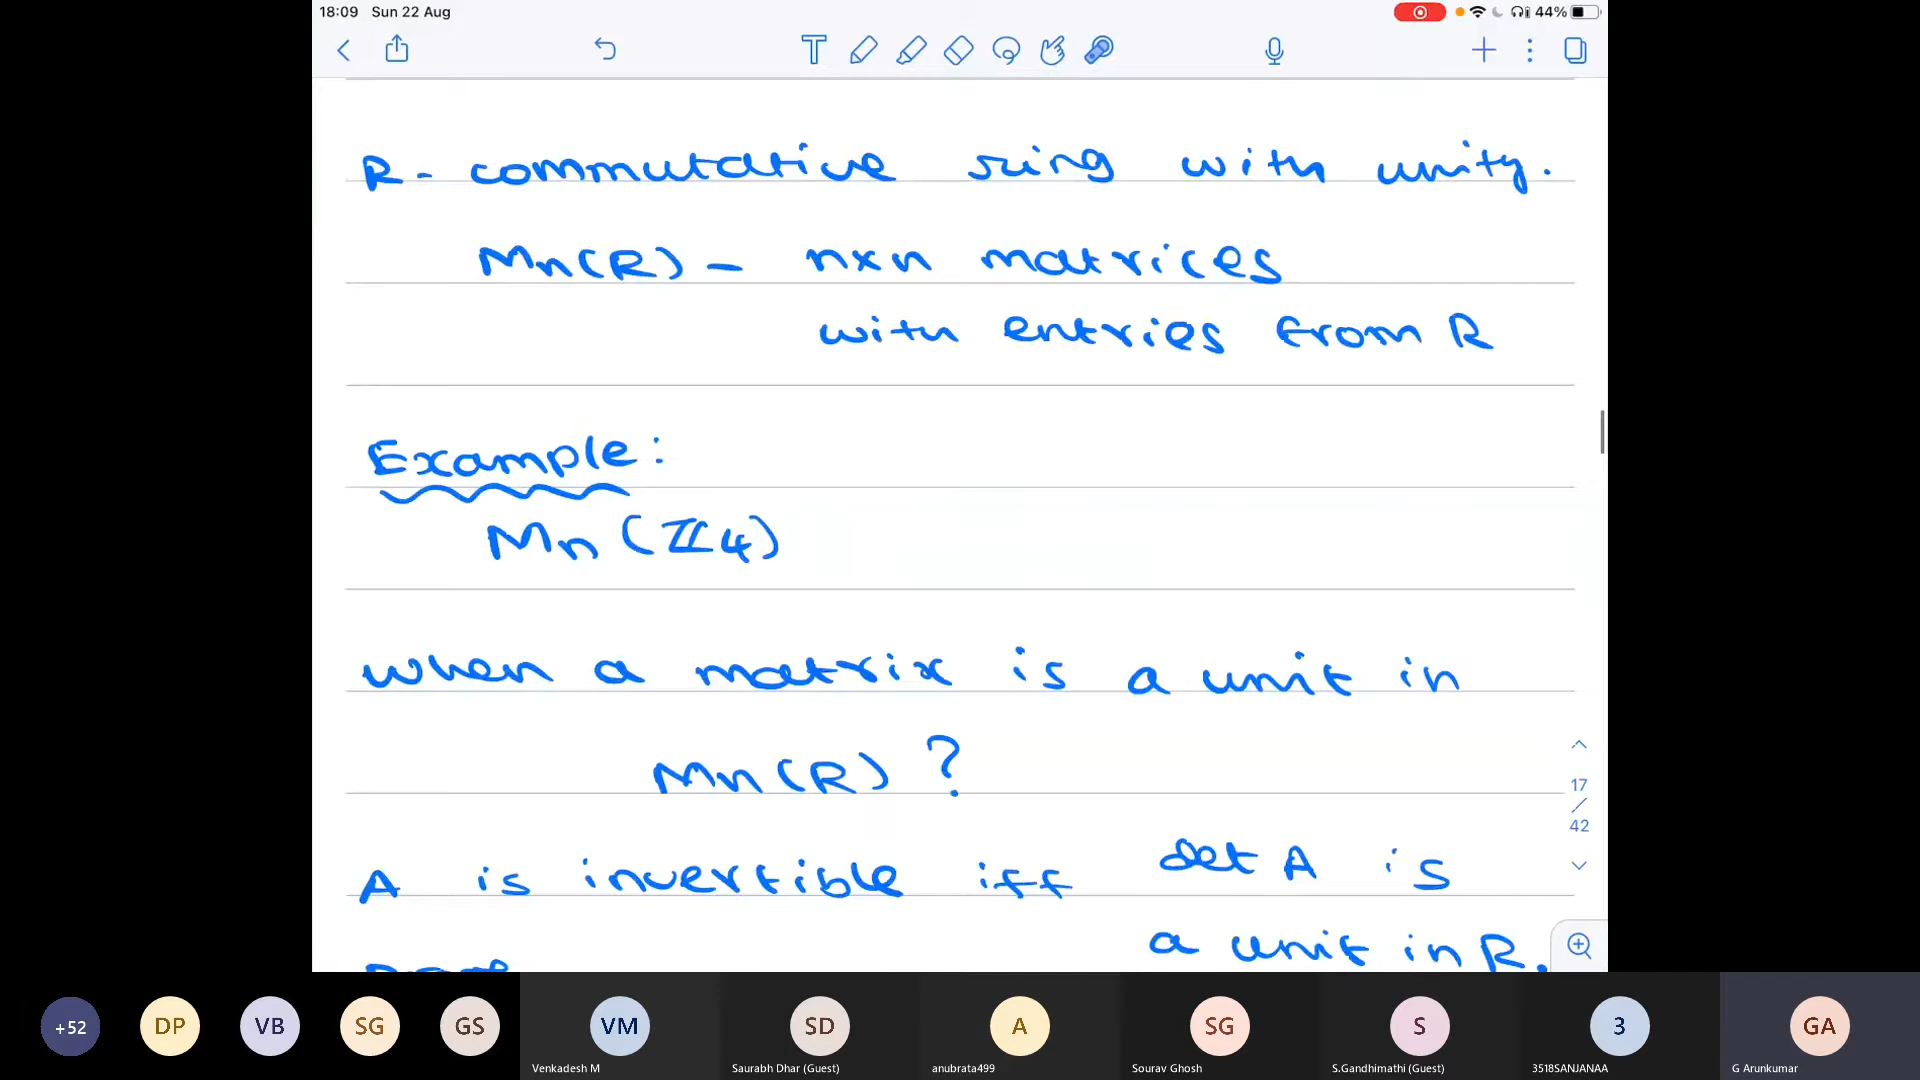 18:09 Sun 22 Aug 44%
R - commutative ring with unity.
Mn(R) - nxn matrices
with entries from R
Example:
Mn(ℤ4)
when a matrix is a unit in
Mn(R)?
17
/
42
A is invertible iff det A is
a unit in R.
+52 DP VB SG GS VM SD A SG S 3 GA
Venkadesh M Saurabh Dhar (Guest) anubrata499 Sourav Ghosh S.Gandhimathi (Guest) 3518SANJANAA G Arunkumar